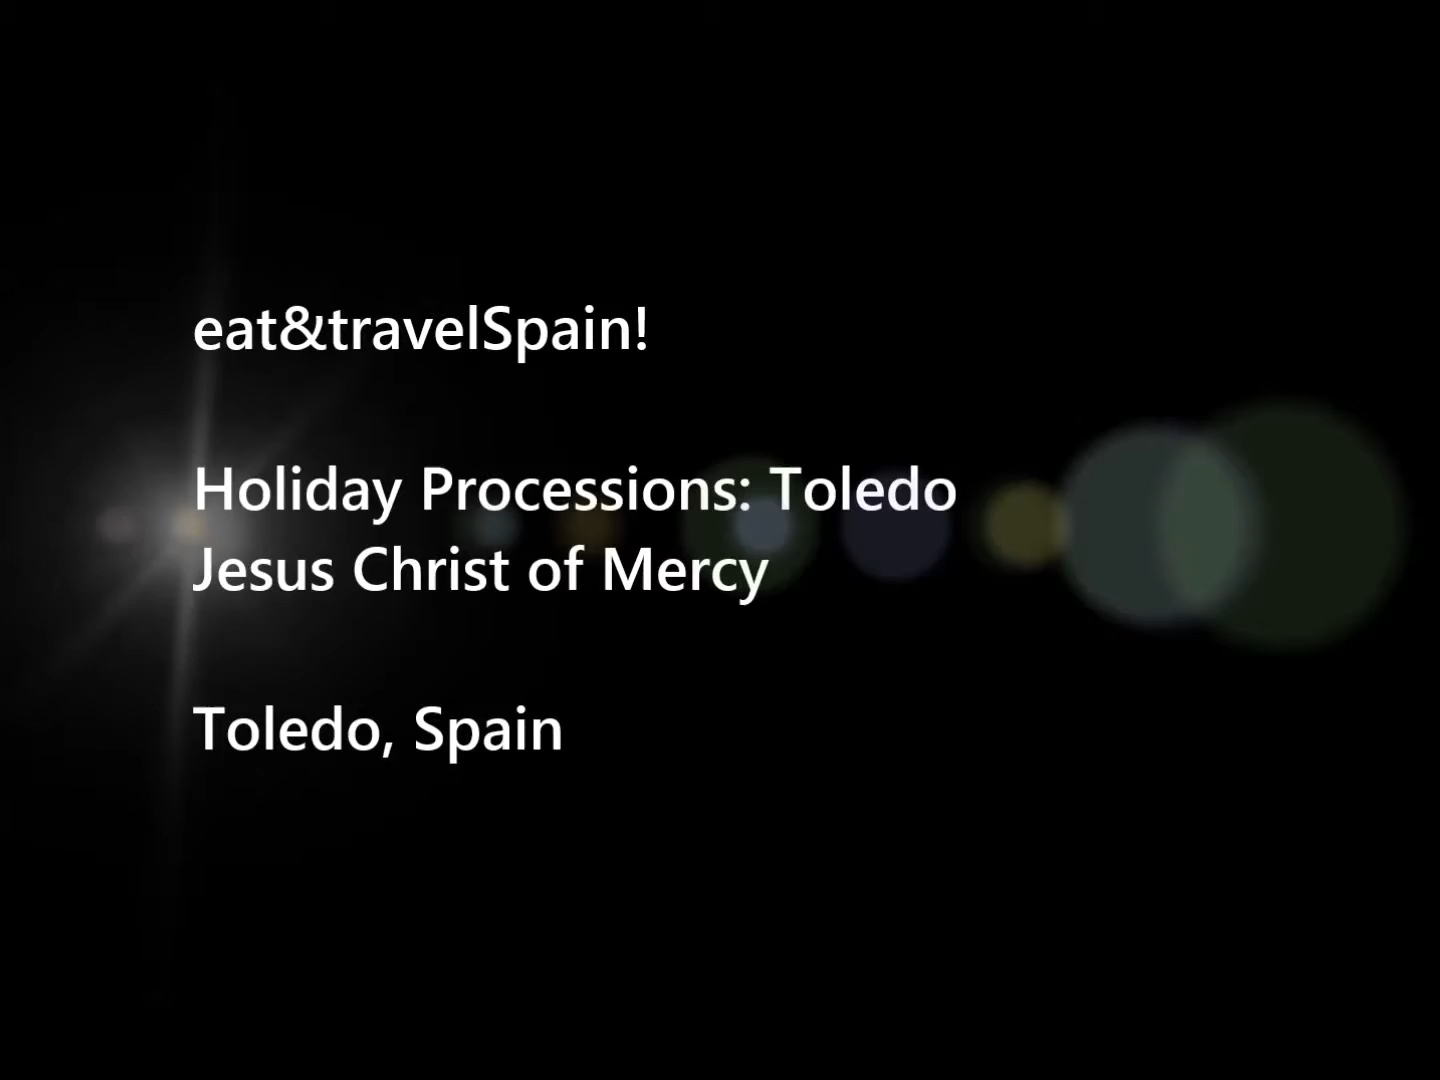 eat&travelSpain!
Holiday Processions: Toledo
Jesus Christ of Mercy
Toledo, Spain